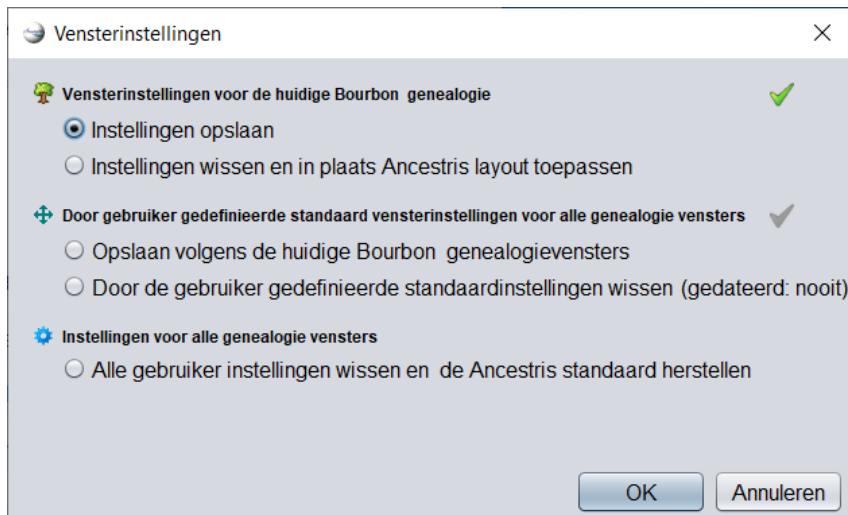 Vensterinstellingen
Vensterinstellingen voor de huidige Bourbon genealogie
Instellingen opslaan
Instellingen wissen en in plaats Ancestris layout toepassen
Door gebruiker gedefinieerde standaard vensterinstellingen voor alle genealogie vensters
Opslaan volgens de huidige Bourbon genealogievensters
Door de gebruiker gedefinieerde standaardinstellingen wissen (gedateerd: nooit)
Instellingen voor alle genealogie vensters
Alle gebruiker instellingen wissen en de Ancestris standaard herstellen
OK
Annuleren